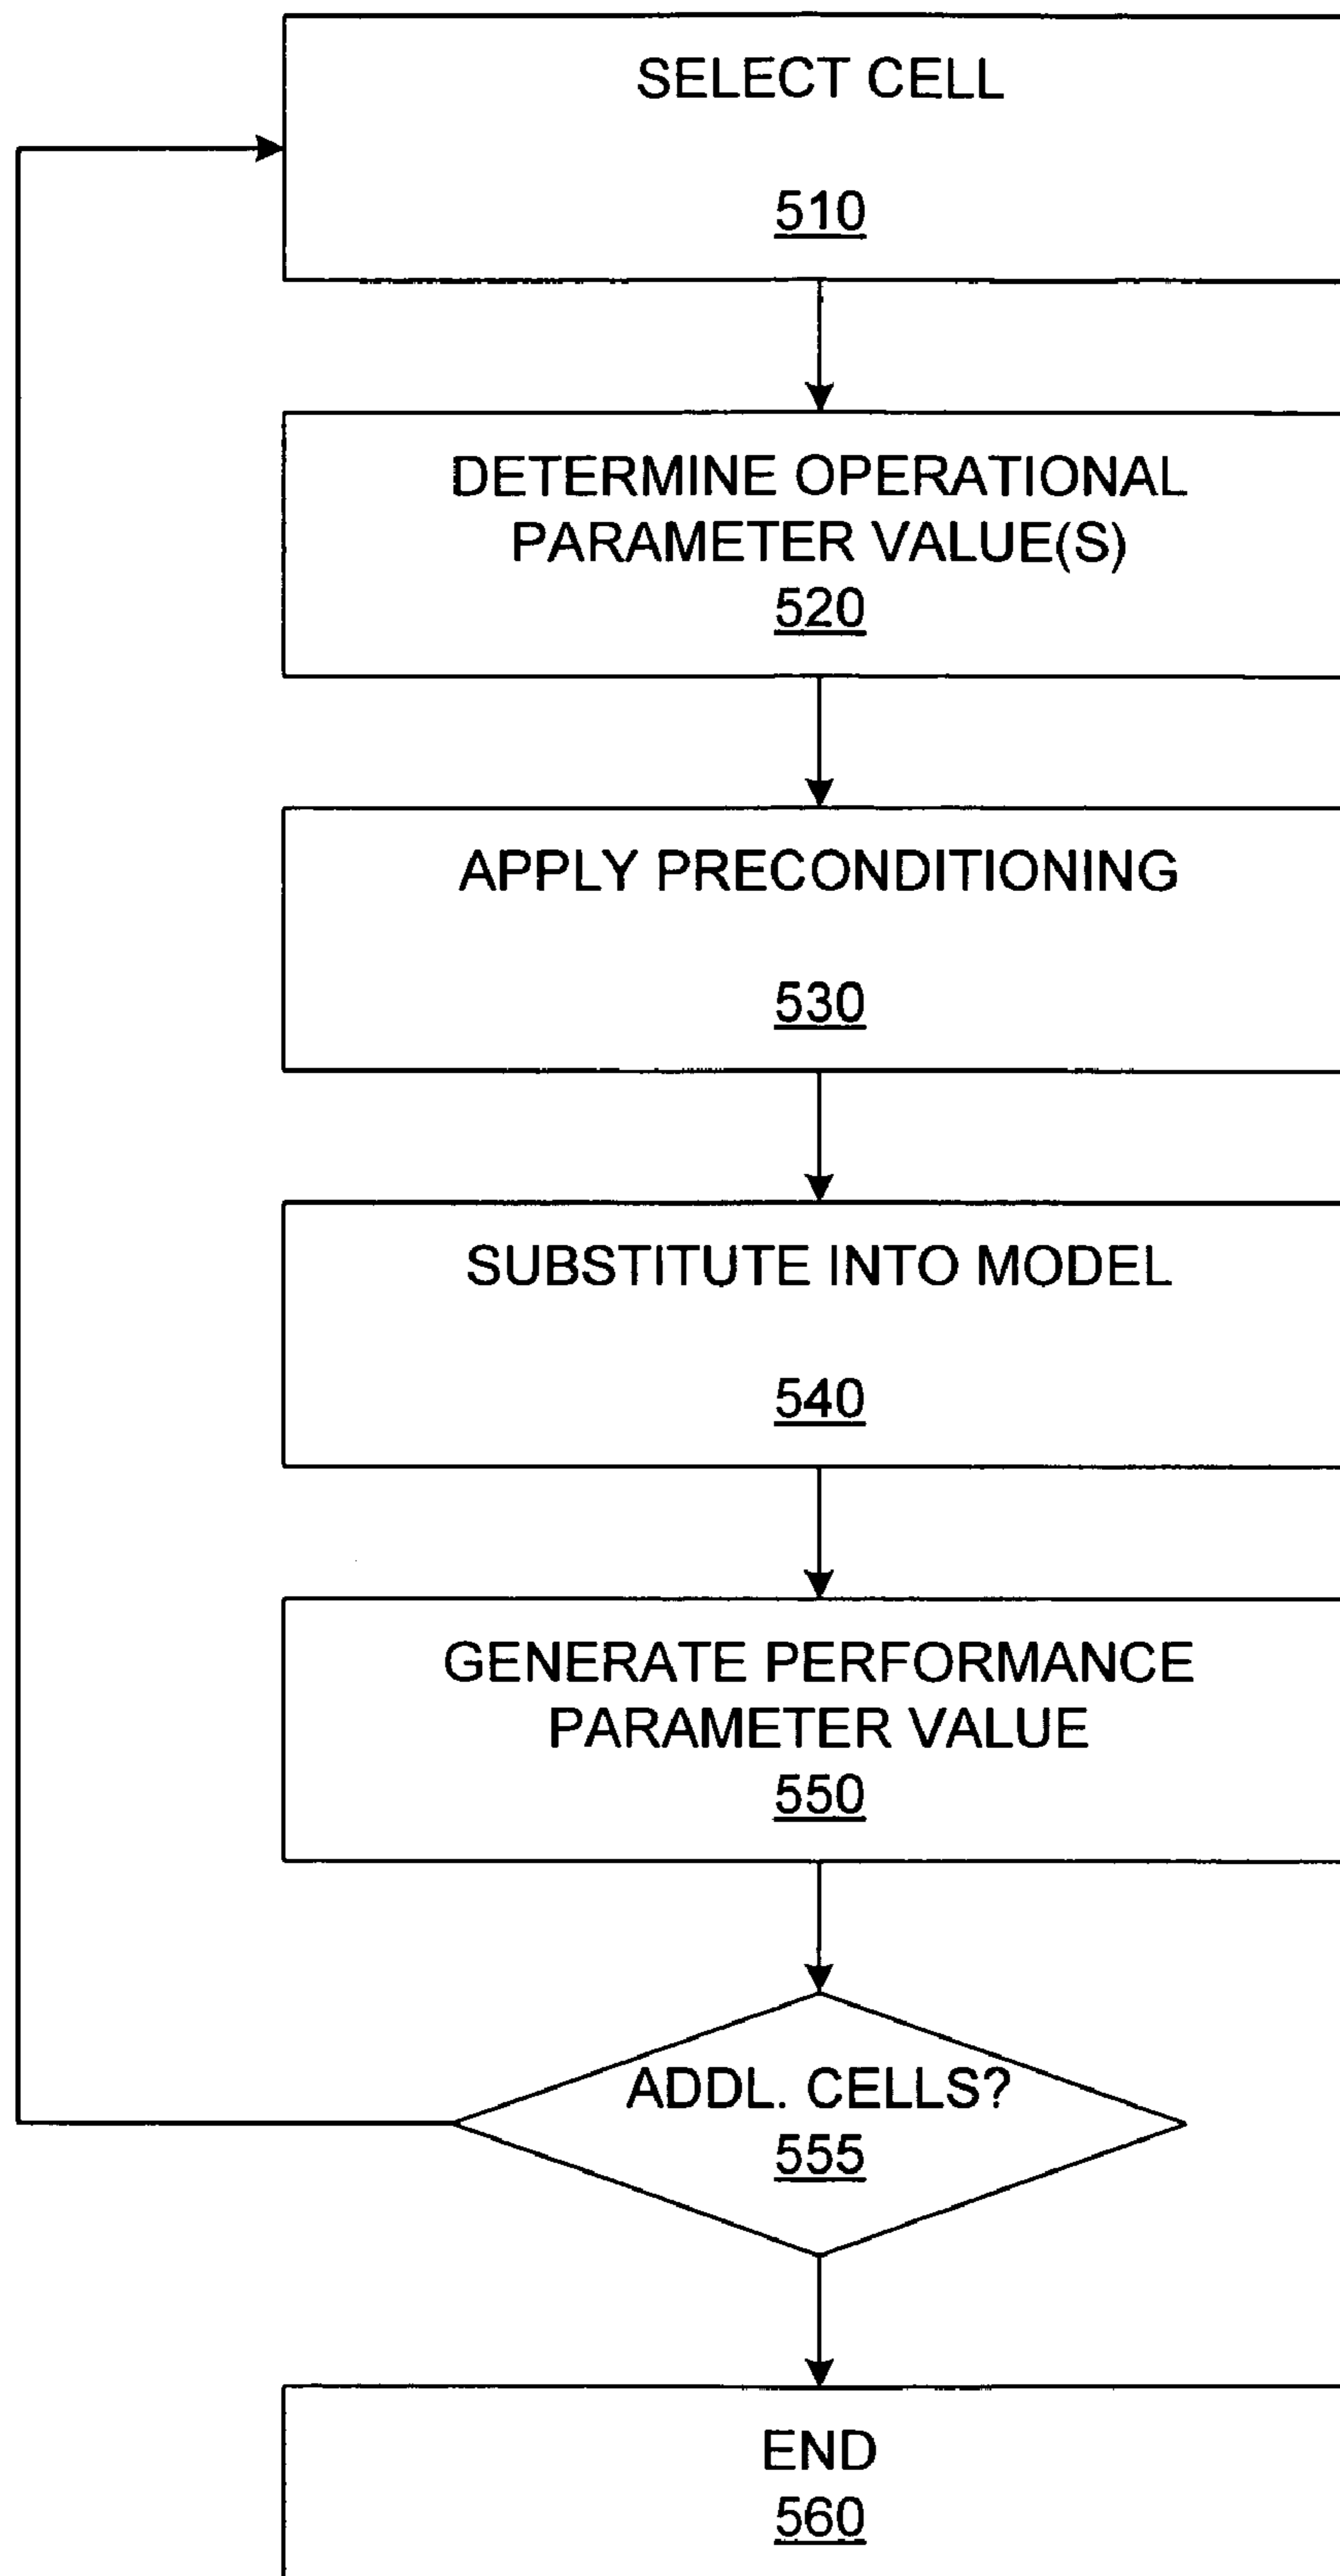 SELECT CELL
510
DETERMINE OPERATIONAL
PARAMETER VALUE(S)
520
APPLY PRECONDITIONING
530
SUBSTITUTE INTO MODEL
540
GENERATE PERFORMANCE
PARAMETER VALUE
550
ADDL. CELLS?
555
END
560